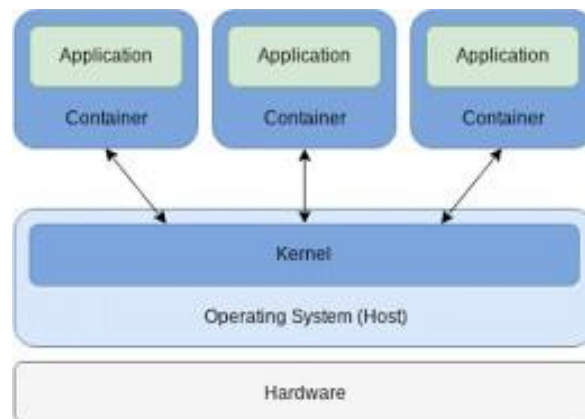 Application
Application
Application
Container
Container
Container
Kernel
Operating System (Host)
Hardware